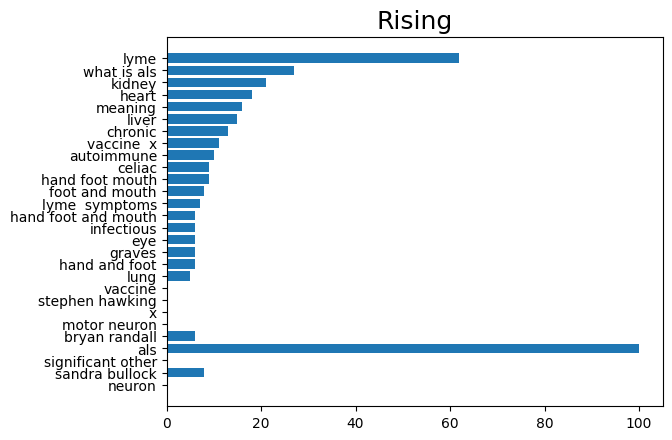 Rising
lyme
what is als
kidney
heart
meaning
liver
chronic
vaccine  x
autoimmune
celiac
hand foot mouth
foot and mouth
lyme  symptoms
hand foot and mouth
infectious
eye
graves
hand and foot
lung
vaccine
stephen hawking
x
motor neuron
bryan randall
als
significant other
sandra bullock
neuron
0 20 40 60 80 100